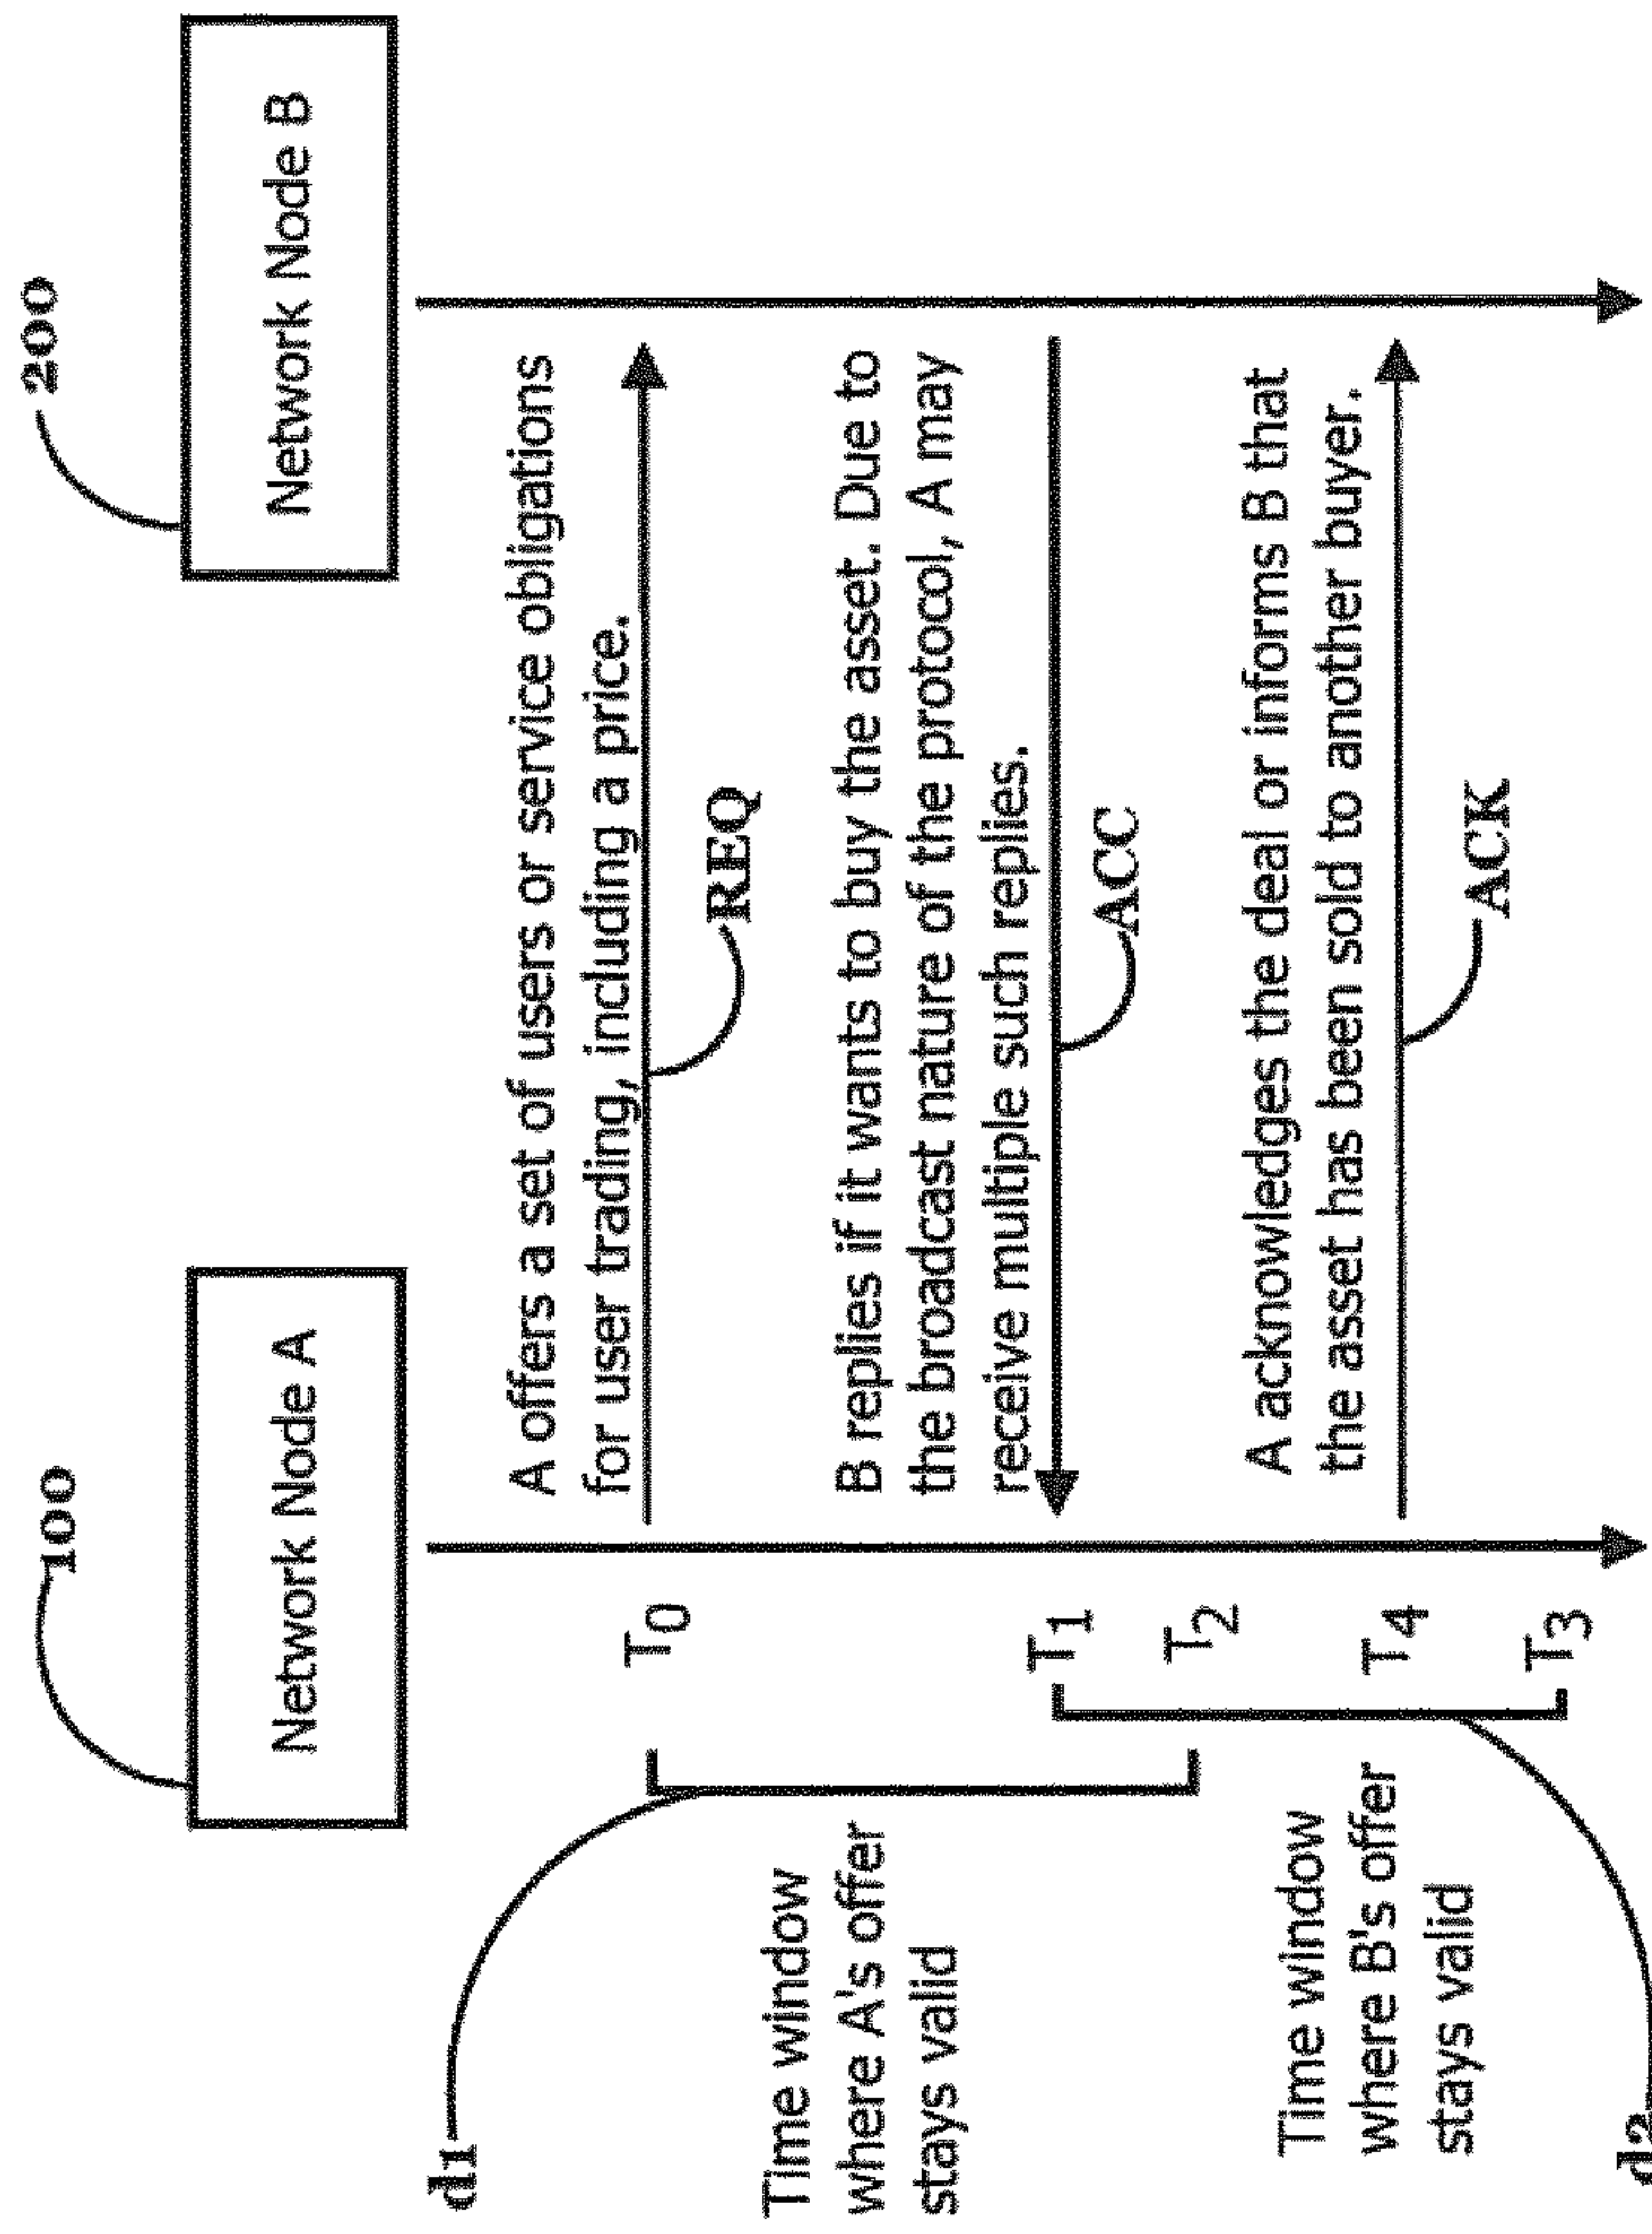 100
200
Network Node A
Network Node B
d1
A offers a set of users or service obligations
for user trading, including a price.
T0
REQ
Time window
where A's offer
stays valid
B replies if it wants to buy the asset. Due to
the broadcast nature of the protocol, A may
receive multiple such replies.
T1
ACC
T2
A acknowledges the deal or informs B that
the asset has been sold to another buyer.
T4
ACK
Time window
where B's offer
stays valid
T3
d2